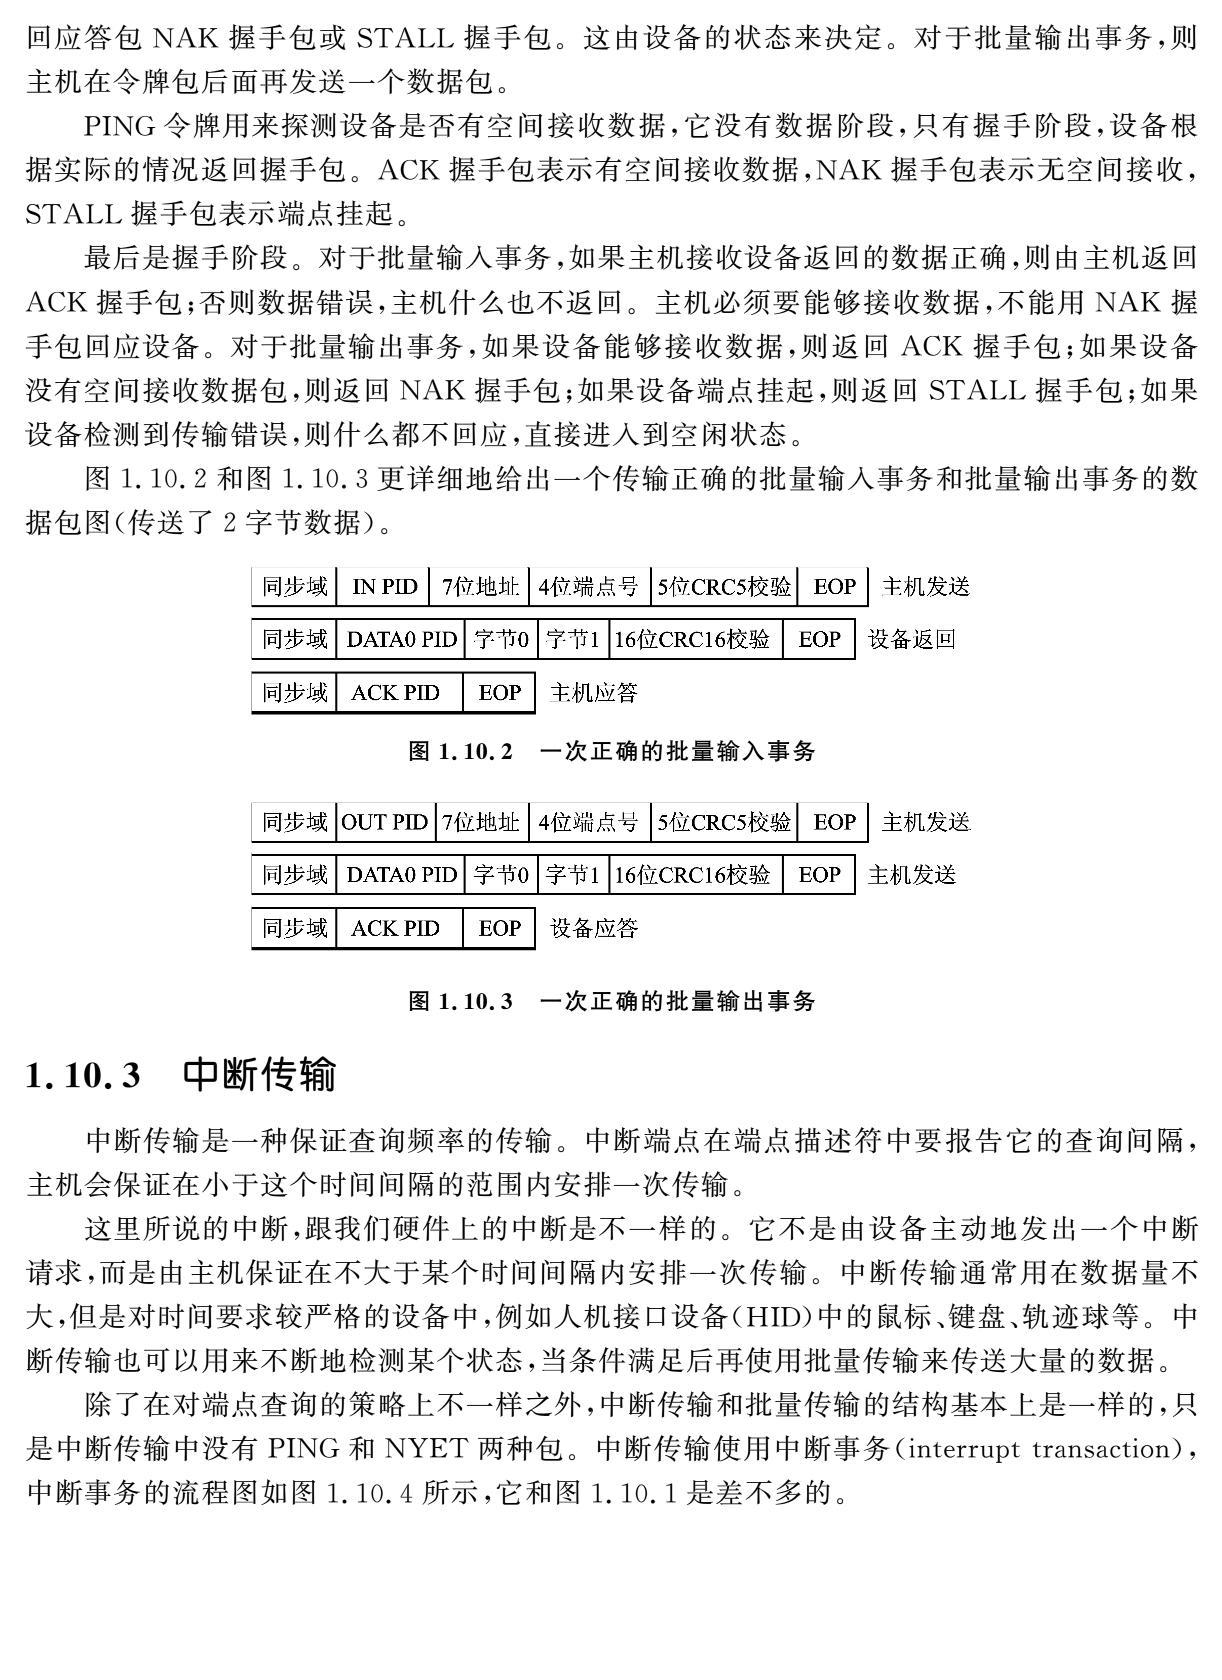 回应答包 NAK 握手包或 STALL 握手包。这由设备的状态来决定。对于批量输出事务,则
主机在令牌包后面再发送一个数据包。
PING 令牌用来探测设备是否有空间接收数据,它没有数据阶段,只有握手阶段,设备根
据实际的情况返回握手包。ACK 握手包表示有空间接收数据,NAK 握手包表示无空间接收,
STALL 握手包表示端点挂起。
最后是握手阶段。对于批量输入事务,如果主机接收设备返回的数据正确,则由主机返回
ACK 握手包;否则数据错误,主机什么也不返回。主机必须要能够接收数据,不能用 NAK 握
手包回应设备。对于批量输出事务,如果设备能够接收数据,则返回 ACK 握手包;如果设备
没有空间接收数据包,则返回 NAK 握手包;如果设备端点挂起,则返回 STALL 握手包;如果
设备检测到传输错误,则什么都不回应,直接进入到空闲状态。
图 1.10.2 和图 1.10.3 更详细地给出一个传输正确的批量输入事务和批量输出事务的数
据包图(传送了 2 字节数据)。
同步域 IN PID 7位地址 4位端点号 5位CRC5校验 EOP 主机发送
同步域 DATA0 PID 字节0 字节1 16位CRC16校验 EOP 设备返回
同步域 ACK PID EOP 主机应答
图 1.10.2 一次正确的批量输入事务
同步域 OUT PID 7位地址 4位端点号 5位CRC5校验 EOP 主机发送
同步域 DATA0 PID 字节0 字节1 16位CRC16校验 EOP 主机发送
同步域 ACK PID EOP 设备应答
图 1.10.3 一次正确的批量输出事务
1.10.3 中断传输
中断传输是一种保证查询频率的传输。中断端点在端点描述符中要报告它的查询间隔,
主机会保证在小于这个时间间隔的范围内安排一次传输。
这里所说的中断,跟我们硬件上的中断是不一样的。它不是由设备主动地发出一个中断
请求,而是由主机保证在不大于某个时间间隔内安排一次传输。中断传输通常用在数据量不
大,但是对时间要求较严格的设备中,例如人机接口设备(HID)中的鼠标、键盘、轨迹球等。中
断传输也可以用来不断地检测某个状态,当条件满足后再使用批量传输来传送大量的数据。
除了在对端点查询的策略上不一样之外,中断传输和批量传输的结构基本上是一样的,只
是中断传输中没有 PING 和 NYET 两种包。中断传输使用中断事务(interrupt transaction),
中断事务的流程图如图 1.10.4 所示,它和图 1.10.1 是差不多的。